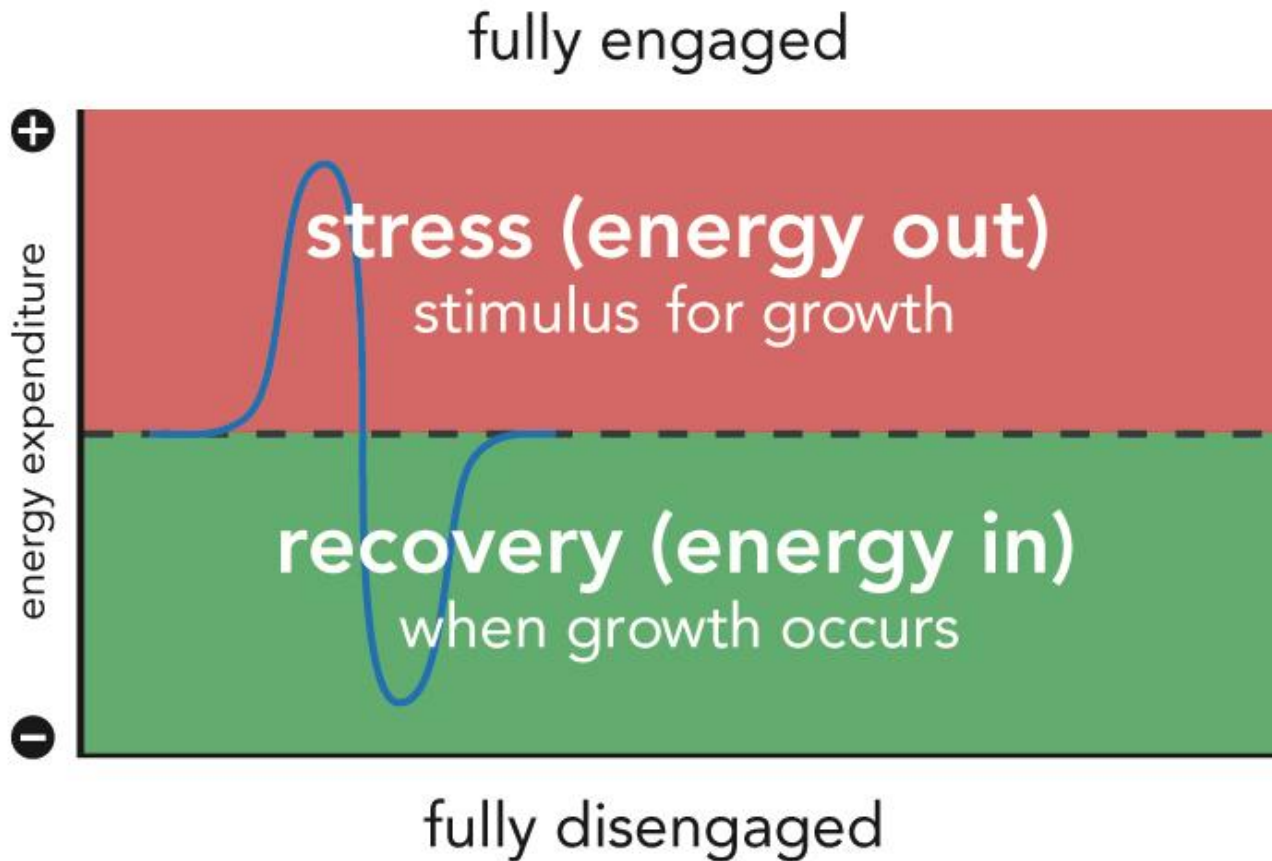 fully engaged
+
energy expenditure
stress (energy out)
stimulus for growth
recovery (energy in)
when growth occurs
−
fully disengaged